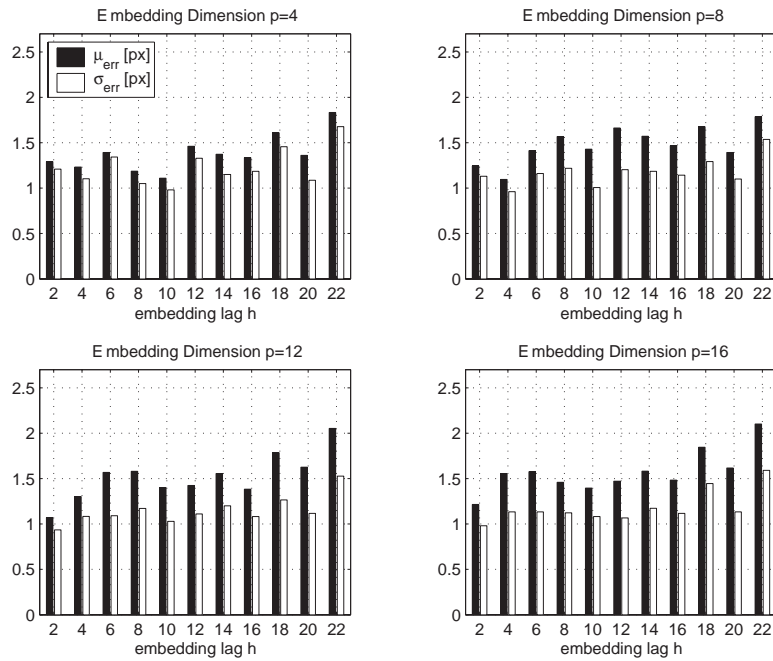 Embedding Dimension p=4
2.5
2
1.5
1
0.5
0
μerr [px]
σerr [px]
2 4 6 8 10 12 14 16 18 20 22
embedding lag h
Embedding Dimension p=8
2.5
2
1.5
1
0.5
0
2 4 6 8 10 12 14 16 18 20 22
embedding lag h
Embedding Dimension p=12
2.5
2
1.5
1
0.5
0
2 4 6 8 10 12 14 16 18 20 22
embedding lag h
Embedding Dimension p=16
2.5
2
1.5
1
0.5
0
2 4 6 8 10 12 14 16 18 20 22
embedding lag h